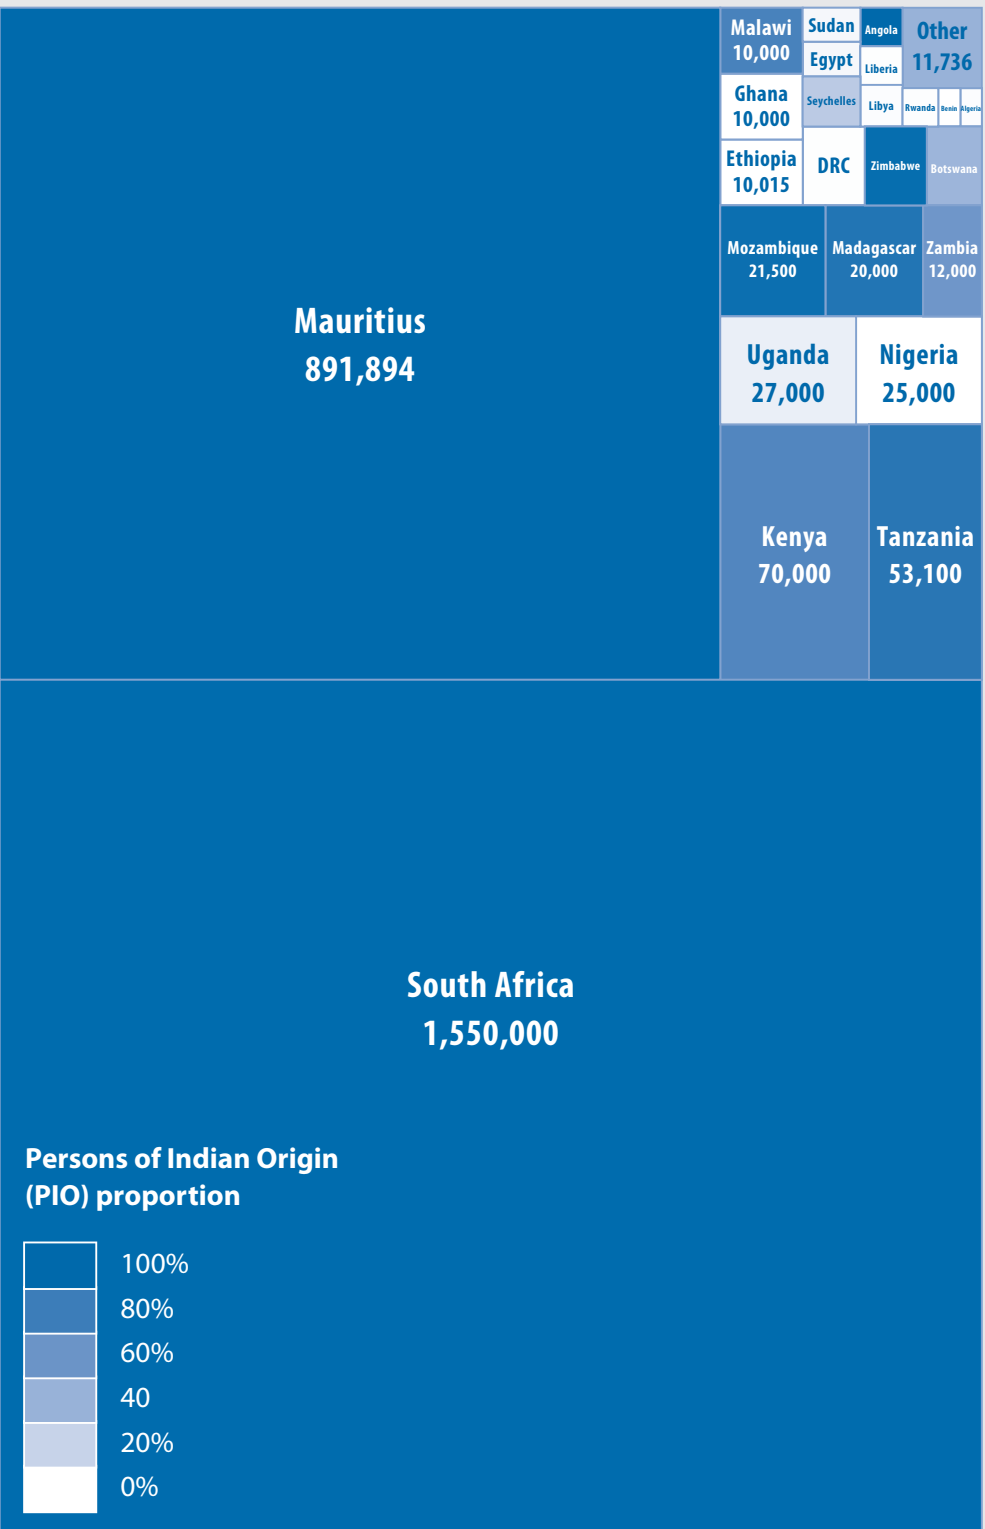 Malawi
10,000
Sudan
Angola
Other
11,736
Egypt
Liberia
Ghana
10,000
Seychelles
Libya
Rwanda
Benin
Algeria
Ethiopia
10,015
DRC
Zimbabwe
Botswana
Mozambique
21,500
Madagascar
20,000
Zambia
12,000
Mauritius
891,894
Uganda
27,000
Nigeria
25,000
Kenya
70,000
Tanzania
53,100
South Africa
1,550,000
Persons of Indian Origin
(PIO) proportion
100%
80%
60%
40
20%
0%